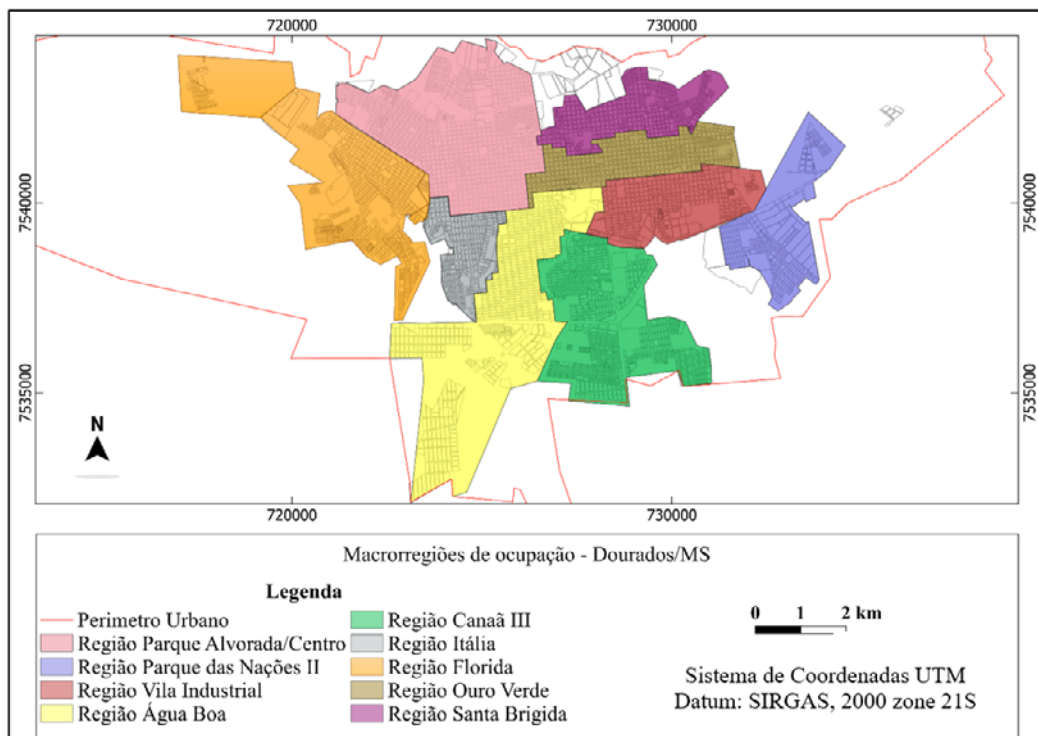 720000 730000
7540000 7540000
7535000 7535000
N
720000 730000
Macrorregiões de ocupação - Dourados/MS
Legenda
Perimetro Urbano
Região Parque Alvorada/Centro
Região Parque das Nações II
Região Vila Industrial
Região Água Boa
Região Canaã III
Região Itália
Região Florida
Região Ouro Verde
Região Santa Brigida
0 1 2 km
Sistema de Coordenadas UTM
Datum: SIRGAS, 2000 zone 21S